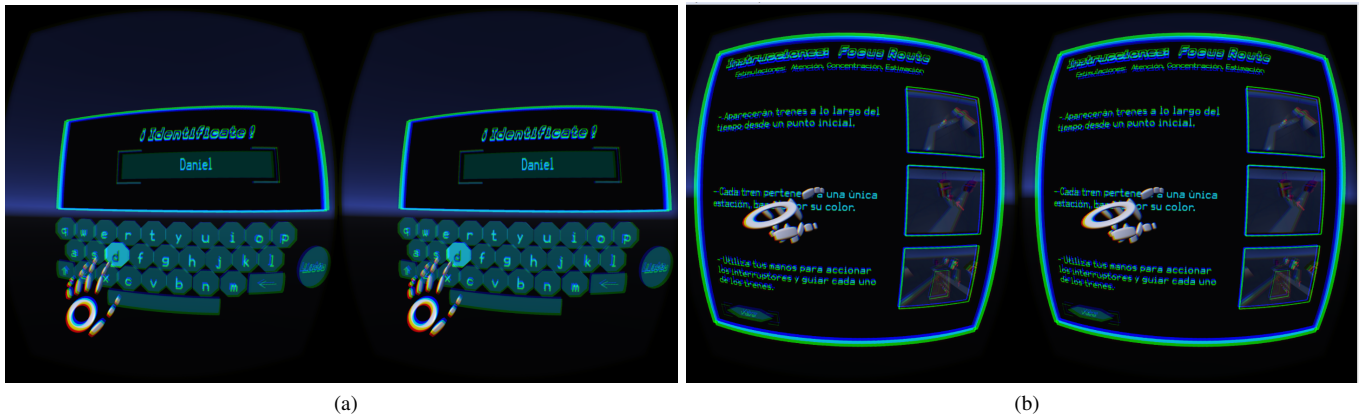 ¡Identifícate!
Daniel
q w e r t y u i o p
a s d f g h j k l
x c v b n m ←
Listo
¡Identifícate!
Daniel
q w e r t y u i o p
a s d f g h j k l
x c v b n m ←
Listo
(a)
Instrucciones: Focus Route
Estimulaciones: Atención, Concentración, Estimación
- Aparecerán trenes a lo largo del
tiempo desde un punto inicial.
- Cada tren pertene a una única
estación, ba or su color.
- Utiliza tus manos para accionar
los interruptores y guiar cada uno
de los trenes.
Instrucciones: Focus Route
Estimulaciones: Atención, Concentración, Estimación
- Aparecerán trenes a lo largo del
tiempo desde un punto inicial.
- Cada tren pertene a una única
estación, ba or su color.
- Utiliza tus manos para accionar
los interruptores y guiar cada uno
de los trenes.
(b)